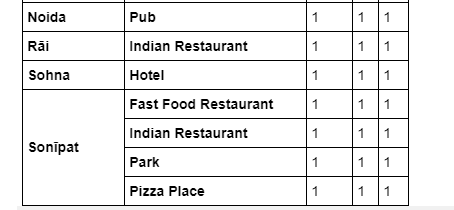 Noida Pub 1 1 1
Rāi Indian Restaurant 1 1 1
Sohna Hotel 1 1 1
Sonīpat Fast Food Restaurant 1 1 1
Indian Restaurant 1 1 1
Park 1 1 1
Pizza Place 1 1 1